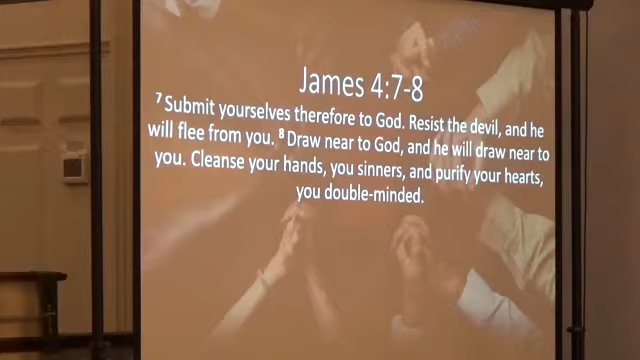 James 4:7-8
7 Submit yourselves therefore to God. Resist the devil, and he
will flee from you. 8 Draw near to God, and he will draw near to
you. Cleanse your hands, you sinners, and purify your hearts,
you double-minded.